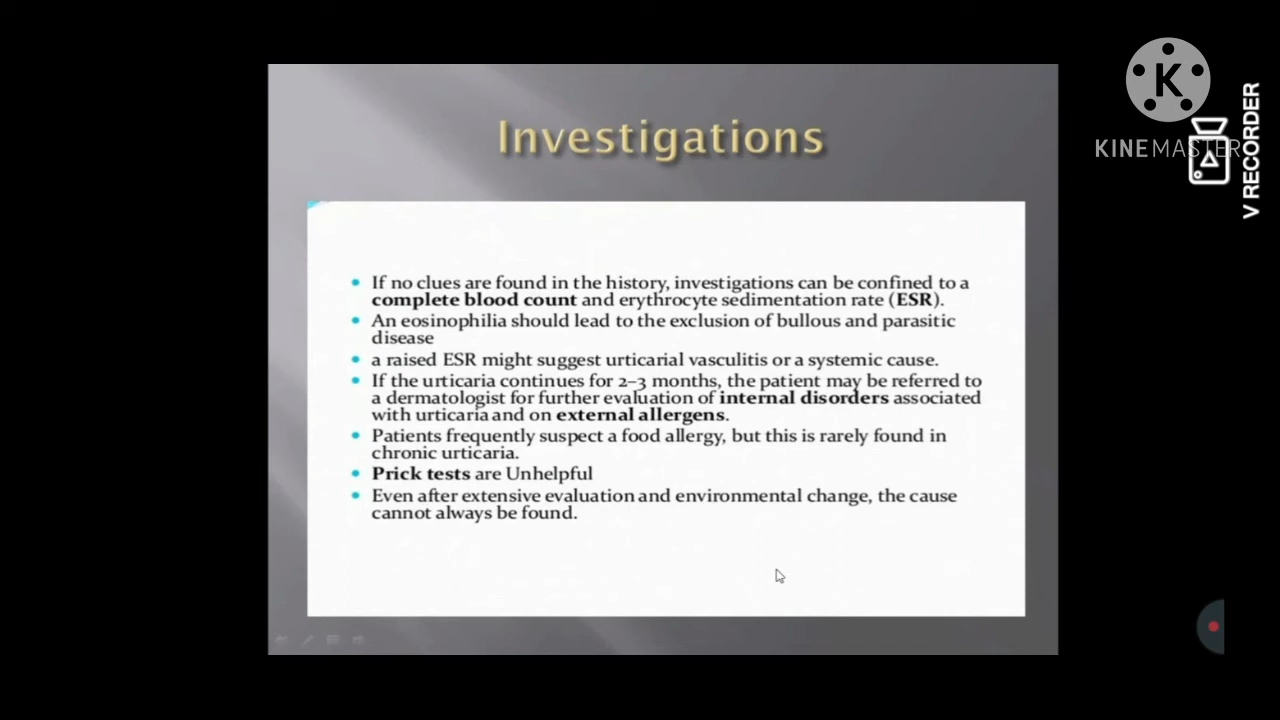 Investigations
• If no clues are found in the history, investigations can be confined to a
complete blood count and erythrocyte sedimentation rate (ESR).
• An eosinophilia should lead to the exclusion of bullous and parasitic
disease
• a raised ESR might suggest urticarial vasculitis or a systemic cause.
• If the urticaria continues for 2–3 months, the patient may be referred to
a dermatologist for further evaluation of internal disorders associated
with urticaria and on external allergens.
• Patients frequently suspect a food allergy, but this is rarely found in
chronic urticaria.
• Prick tests are Unhelpful
• Even after extensive evaluation and environmental change, the cause
cannot always be found.
K
KINEMASTER
V RECORDER